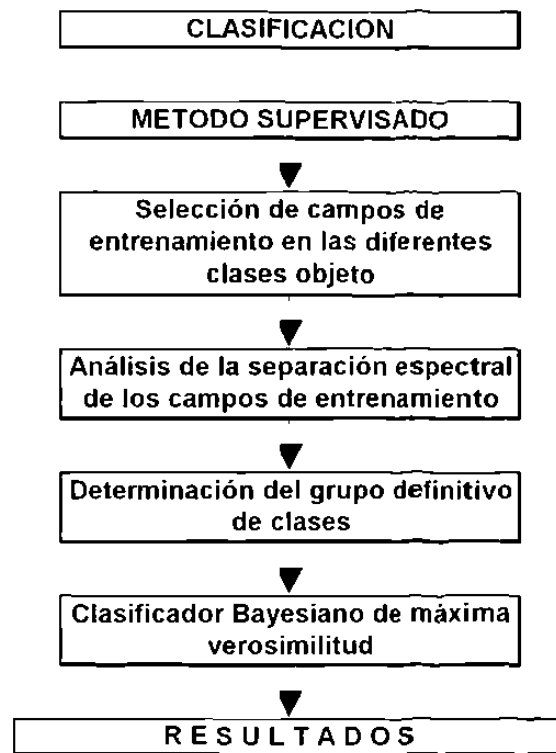 CLASIFICACION
METODO SUPERVISADO
Selección de campos de
entrenamiento en las diferentes
clases objeto
Análisis de la separación espectral
de los campos de entrenamiento
Determinación del grupo definitivo
de clases
Clasificador Bayesiano de máxima
verosimilitud
RESULTADOS